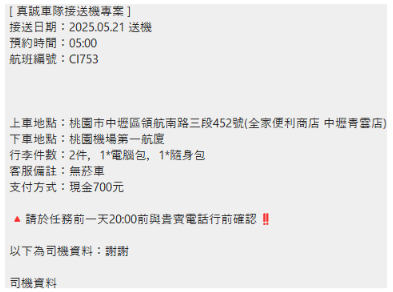 [ 真誠車隊接送機專案 ]
接送日期：2025.05.21 送機
預約時間：05:00
航班編號：CI753
上車地點：桃園市中壢區領航南路三段452號(全家便利商店 中壢青雲店)
下車地點：桃園機場第一航廈
行李件數：2件，1*電腦包，1*隨身包
客服備註：無菸車
支付方式：現金700元
🔺請於任務前一天20:00前與貴賓電話行前確認‼️
以下為司機資料：謝謝
司機資料